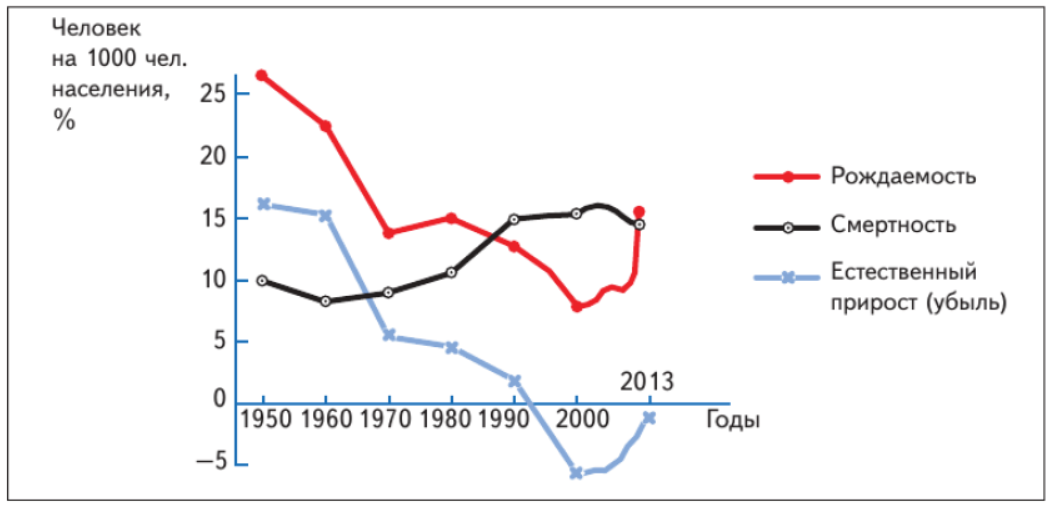 Человек
на 1000 чел.
населения,
%
25
20
15
10
5
0
−5
1950 1960 1970 1980 1990 2000
2013
Годы
Рождаемость
Смертность
Естественный
прирост (убыль)